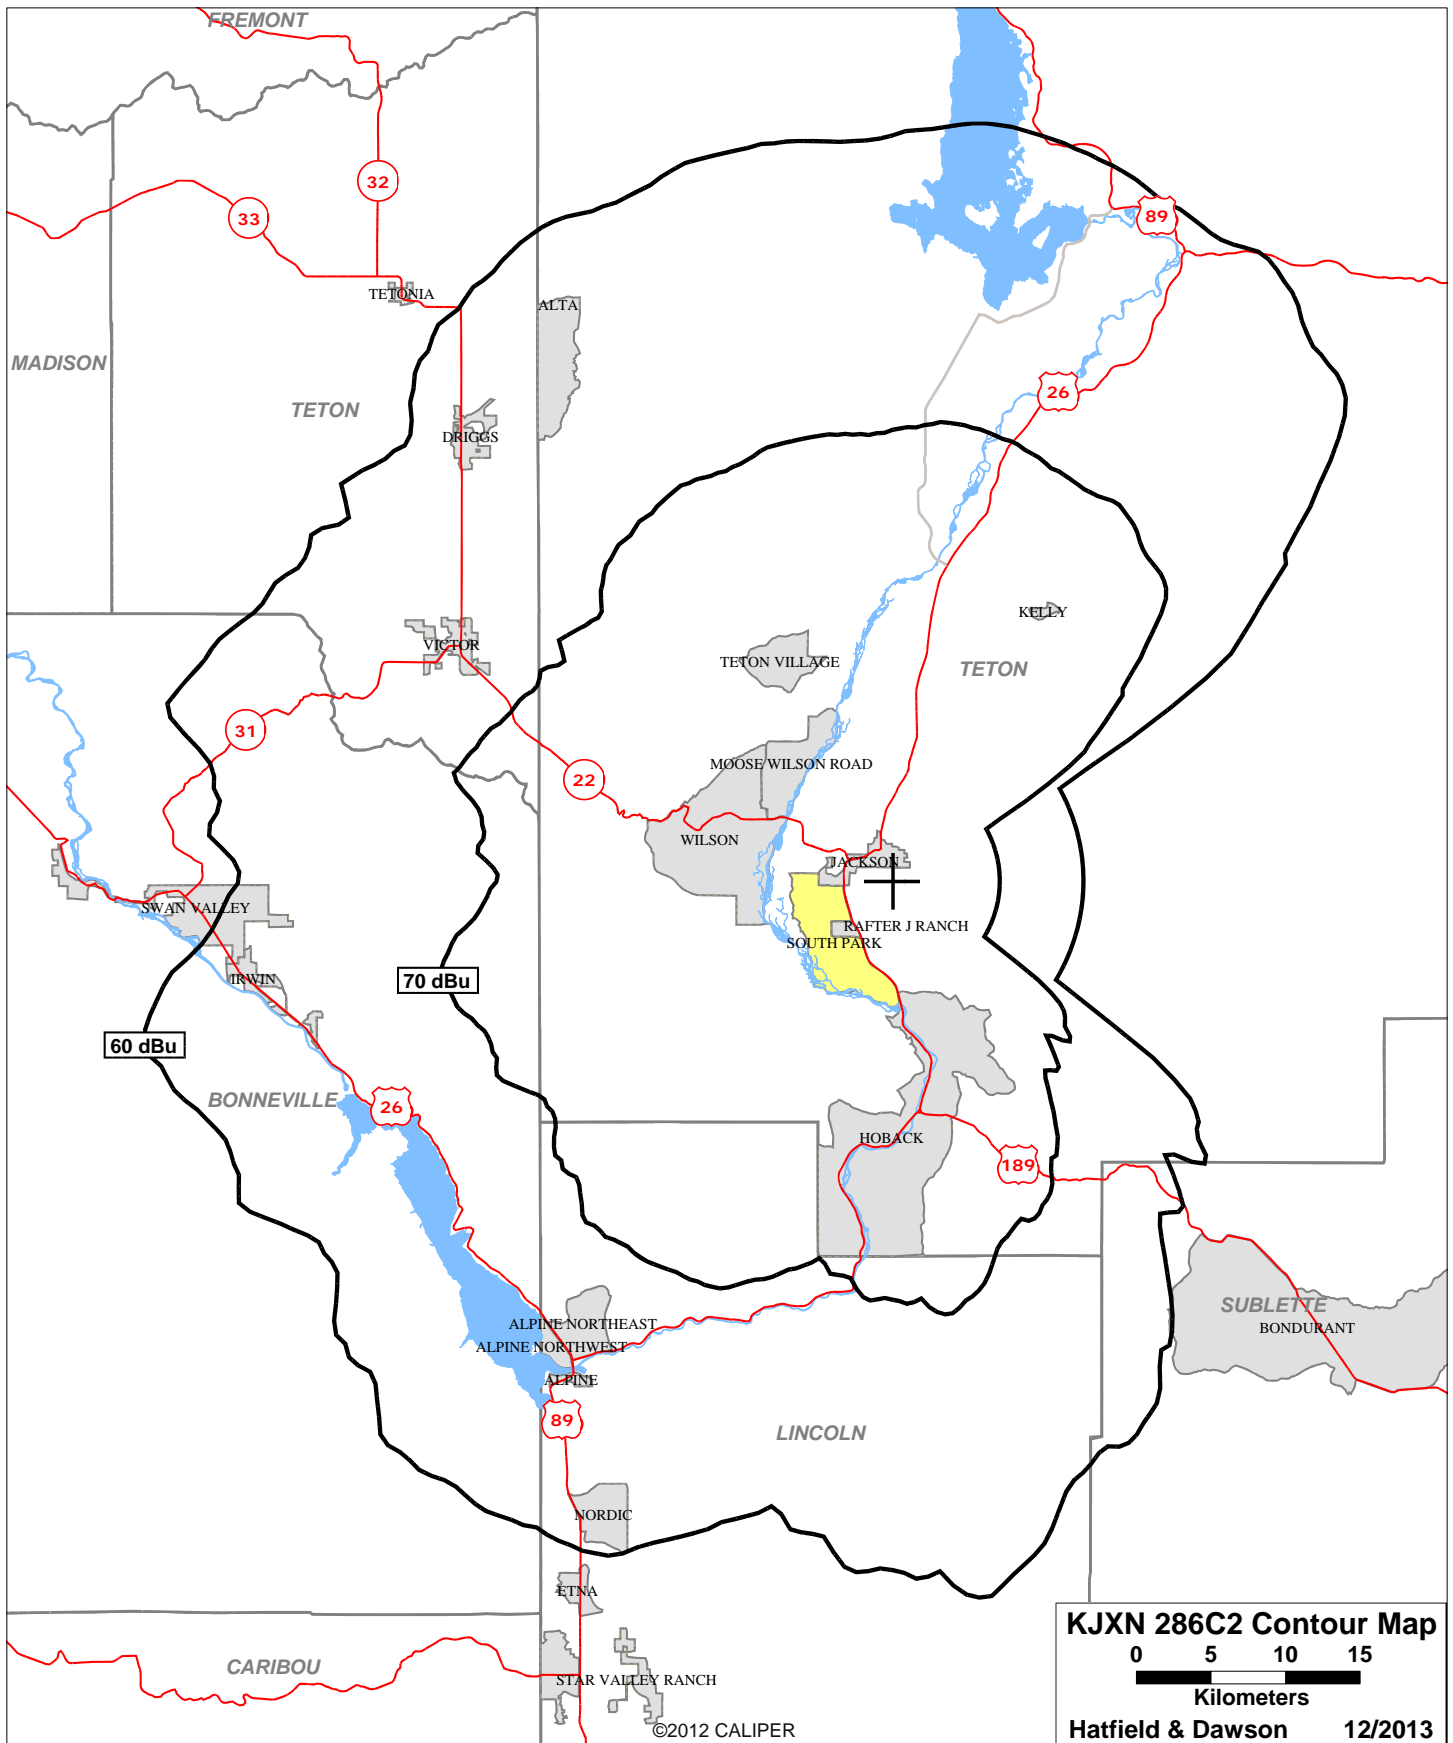 FREMONT
32
33
89
TETONIA
ALTA
MADISON
26
TETON
DRIGGS
KELLY
VICTOR
TETON VILLAGE
TETON
31
MOOSE WILSON ROAD
22
WILSON
JACKSON
SWAN VALLEY
RAFTER J RANCH
SOUTH PARK
IRWIN
70 dBu
60 dBu
BONNEVILLE
26
HOBACK
189
SUBLETTE
ALPINE NORTHEAST
BONDURANT
ALPINE NORTHWEST
ALPINE
89
LINCOLN
NORDIC
ETNA
CARIBOU
STAR VALLEY RANCH
©2012 CALIPER
KJXN 286C2 Contour Map
0 5 10 15
Kilometers
Hatfield & Dawson 12/2013